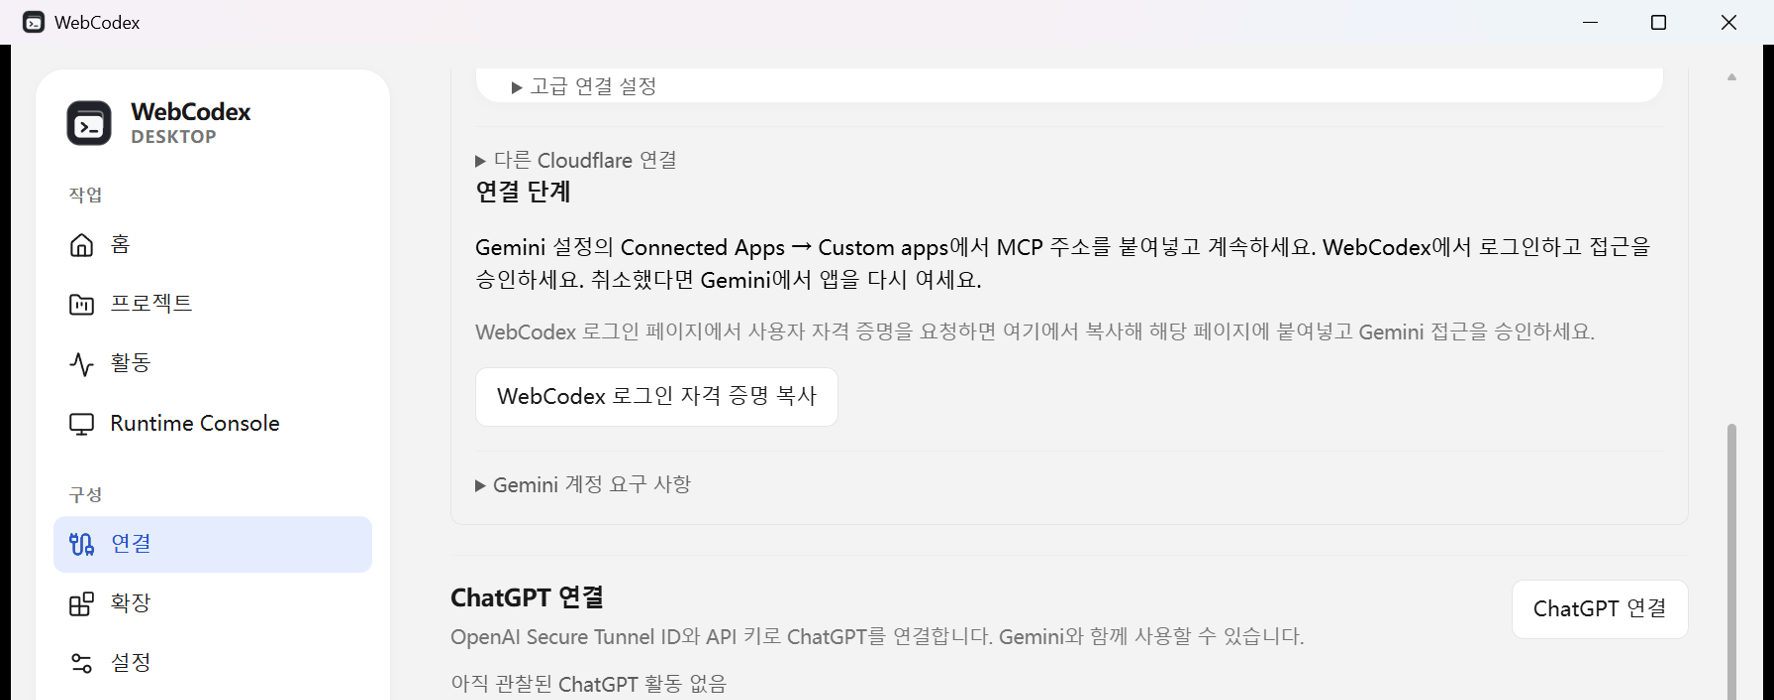 WebCodex
WebCodex
DESKTOP
작업
홈
프로젝트
활동
Runtime Console
구성
연결
확장
설정
▶ 고급 연결 설정
▶ 다른 Cloudflare 연결
연결 단계
Gemini 설정의 Connected Apps → Custom apps에서 MCP 주소를 붙여넣고 계속하세요. WebCodex에서 로그인하고 접근을
승인하세요. 취소했다면 Gemini에서 앱을 다시 여세요.
WebCodex 로그인 페이지에서 사용자 자격 증명을 요청하면 여기에서 복사해 해당 페이지에 붙여넣고 Gemini 접근을 승인하세요.
WebCodex 로그인 자격 증명 복사
▶ Gemini 계정 요구 사항
ChatGPT 연결
ChatGPT 연결
OpenAI Secure Tunnel ID와 API 키로 ChatGPT를 연결합니다. Gemini와 함께 사용할 수 있습니다.
아직 관찰된 ChatGPT 활동 없음